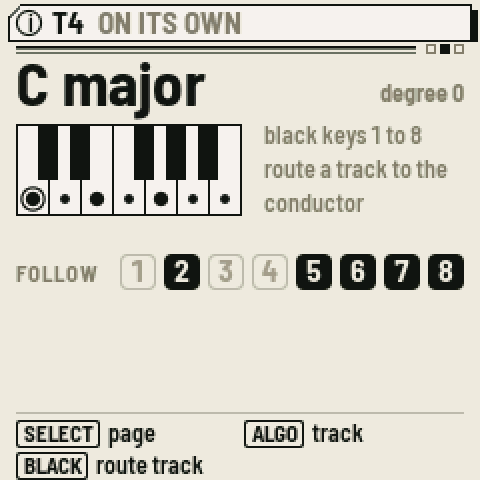 T4 ON ITS OWN
C major
degree 0
black keys 1 to 8
route a track to the
conductor
FOLLOW 1 2 3 4 5 6 7 8
SELECT page ALGO track
BLACK route track